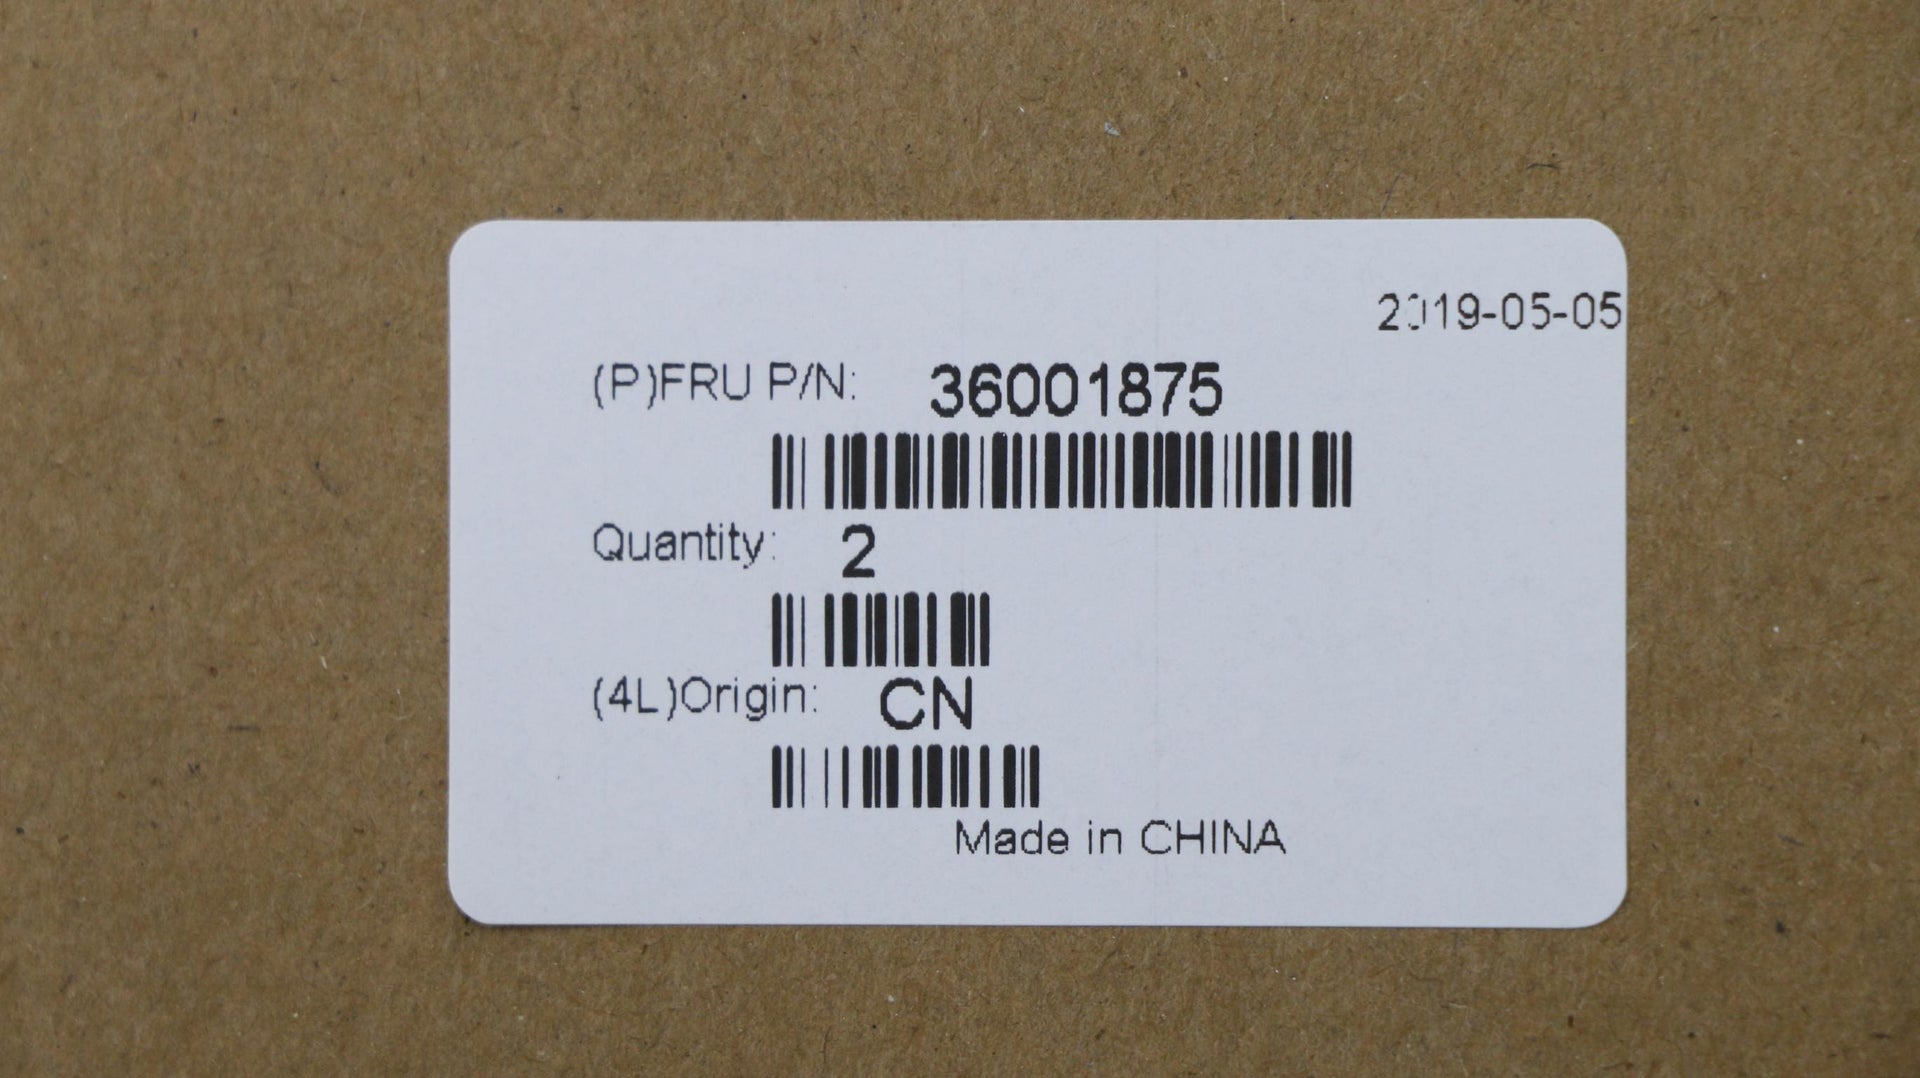 2019-05-05
(P)FRU P/N: 36001875
Quantity: 2
(4L)Origin: CN
Made in CHINA